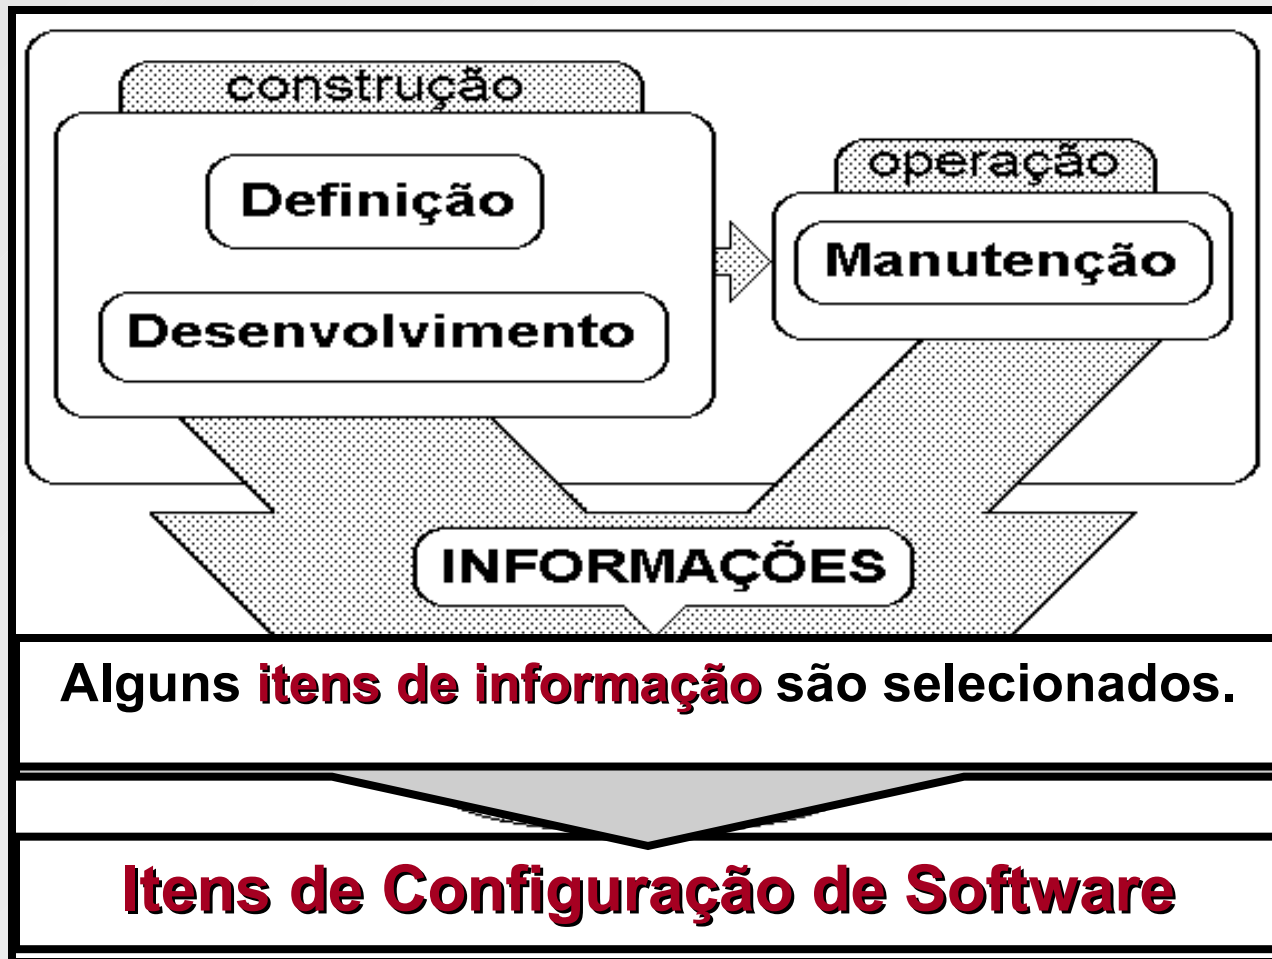 construção
Definição
Desenvolvimento
operação
Manutenção
INFORMAÇÕES
Alguns itens de informação são selecionados.
Itens de Configuração de Software